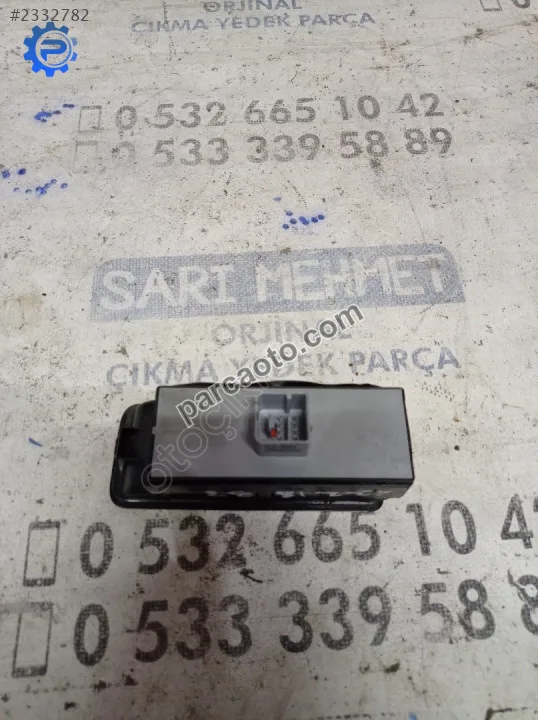 #2332782
ORJİNAL
ÇIKMA YEDEK PARÇA
0 532 665 10 42
0 533 339 58 89
SARI MEHMET
ORJİNAL
ÇIKMA YEDEK PARÇA
parcaoto.com
0 532 665 10 42
0 533 339 58 8